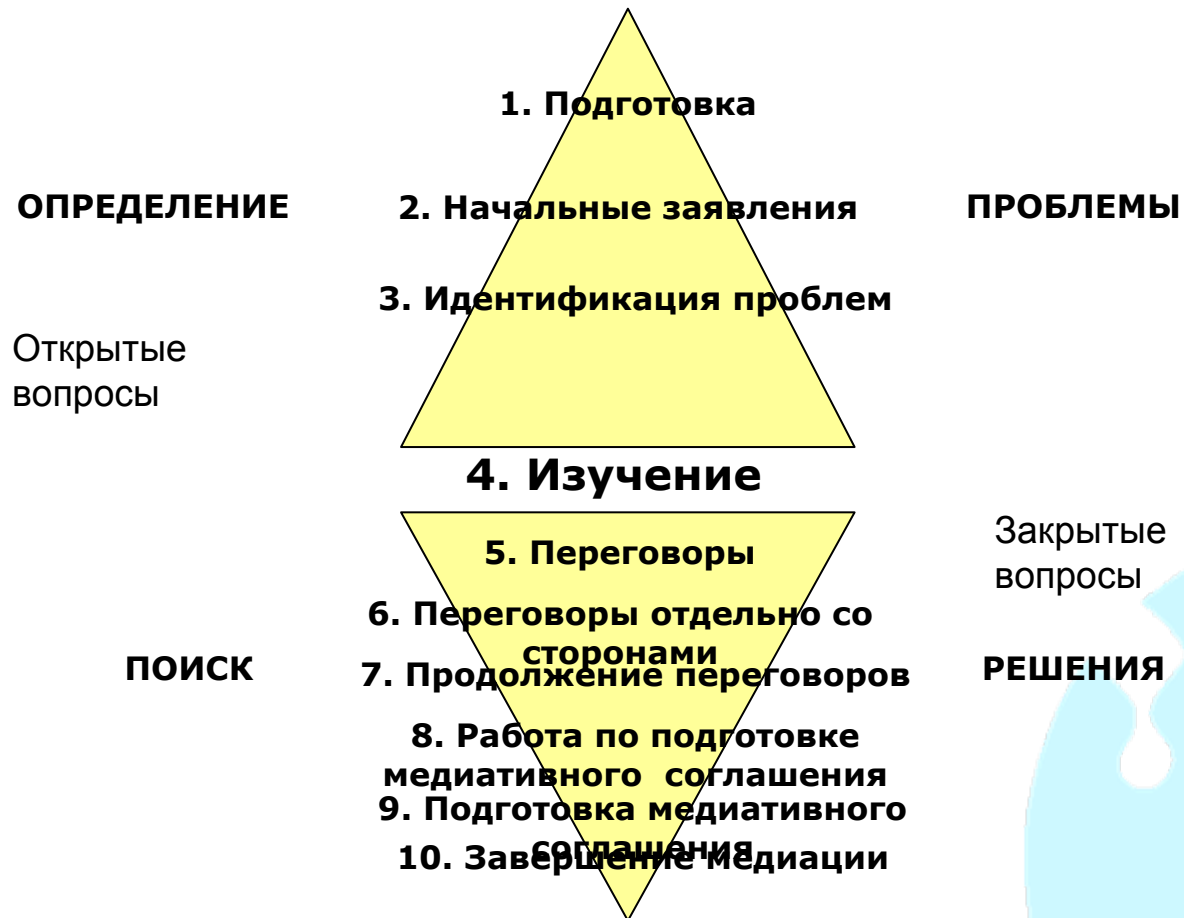 1. Подготовка
ОПРЕДЕЛЕНИЕ
2. Начальные заявления
ПРОБЛЕМЫ
3. Идентификация проблем
Открытые
вопросы
4. Изучение
Закрытые
вопросы
5. Переговоры
6. Переговоры отдельно со
сторонами
ПОИСК
7. Продолжение переговоров
РЕШЕНИЯ
8. Работа по подготовке
медиативного соглашения
9. Подготовка медиативного
соглашения
10. Завершение медиации